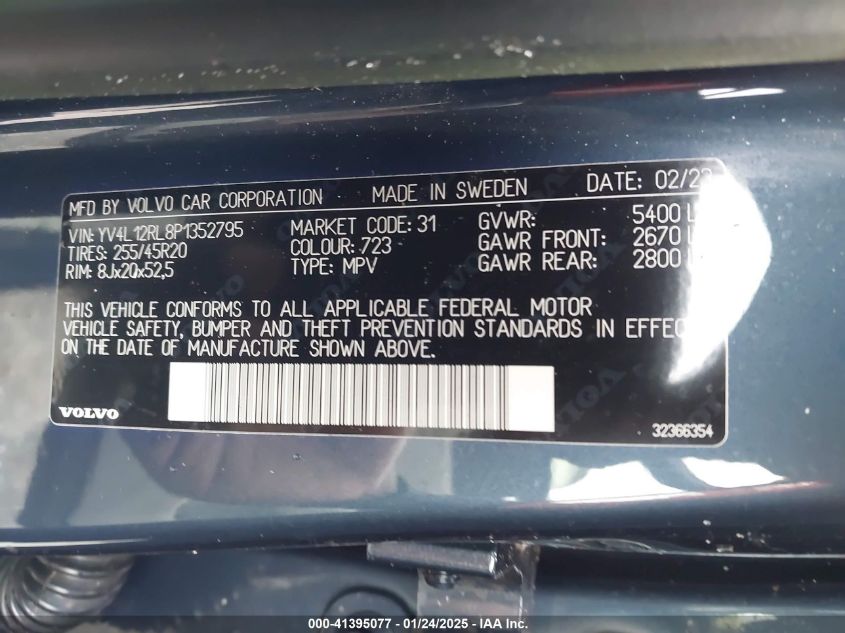 MFD BY VOLVO CAR CORPORATION MADE IN SWEDEN DATE: 02/23
VIN: YV4L12RL8P1352795 MARKET CODE: 31 GVWR: 5400 L
TIRES: 255/45R20 COLOUR: 723 GAWR FRONT: 2670 L
RIM: 8Jx20x52,5 TYPE: MPV GAWR REAR: 2800
THIS VEHICLE CONFORMS TO ALL APPLICABLE FEDERAL MOTOR
VEHICLE SAFETY, BUMPER AND THEFT PREVENTION STANDARDS IN EFFEC
ON THE DATE OF MANUFACTURE SHOWN ABOVE.
VOLVO 32366354
000-41395077 - 01/24/2025 - IAA Inc.